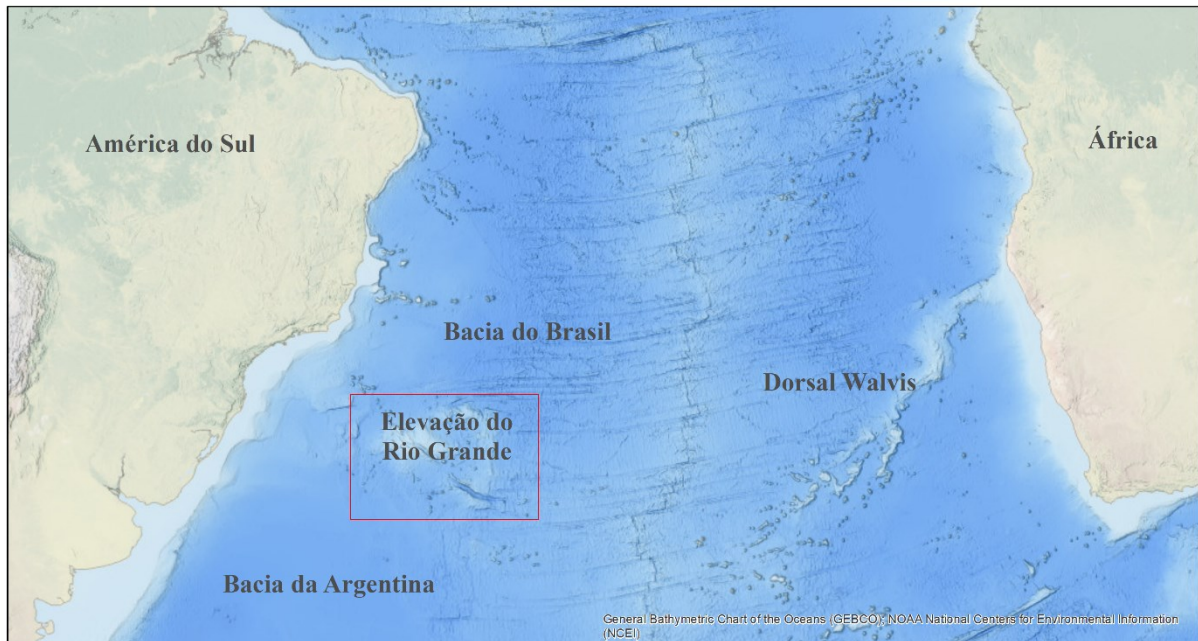 América do Sul
África
Bacia do Brasil
Dorsal Walvis
Elevação do
Rio Grande
Bacia da Argentina
General Bathymetric Chart of the Oceans (GEBCO); NOAA National Centers for Environmental Information
(NCEI)